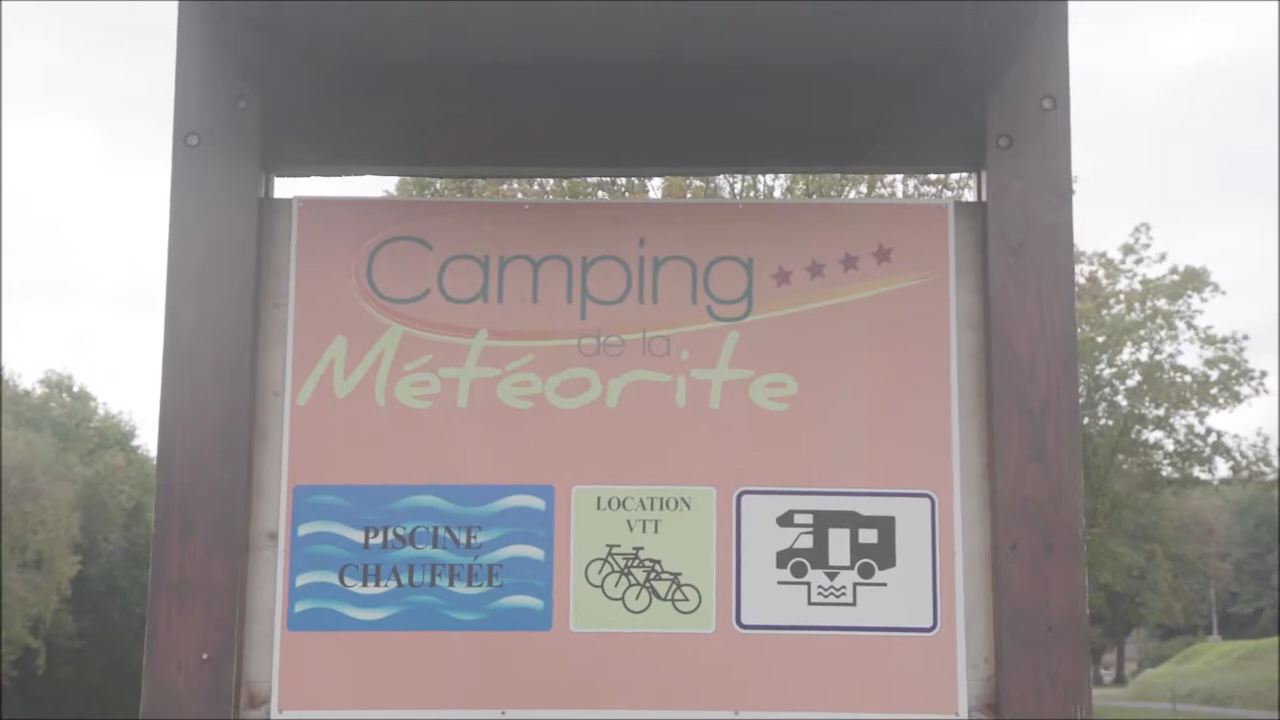 Camping
de la
Météorite
PISCINE
CHAUFFÉE
LOCATION
VTT